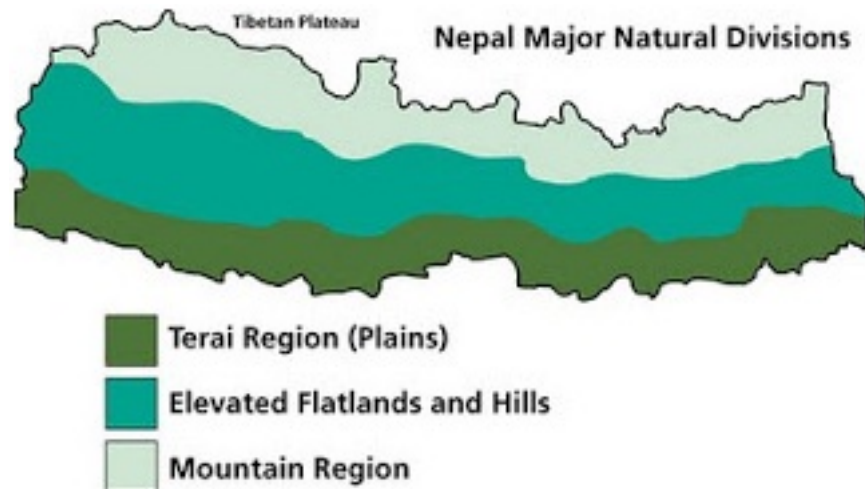 Tibetan Plateau
Nepal Major Natural Divisions
Terai Region (Plains)
Elevated Flatlands and Hills
Mountain Region